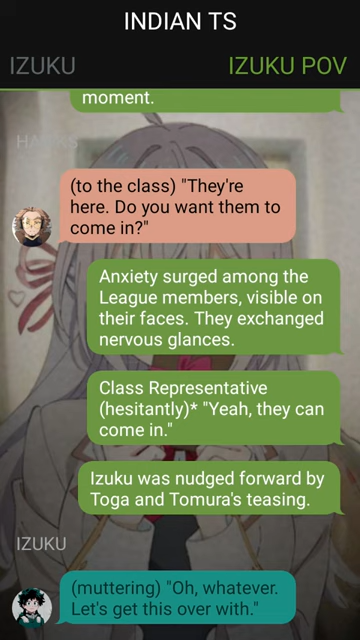 INDIAN TS
IZUKU
IZUKU POV
moment.
HAWKS
(to the class) "They're
here. Do you want them to
come in?"
Anxiety surged among the
League members, visible on
their faces. They exchanged
nervous glances.
Class Representative
(hesitantly)* "Yeah, they can
come in."
Izuku was nudged forward by
Toga and Tomura's teasing.
IZUKU
(muttering) "Oh, whatever.
Let's get this over with."